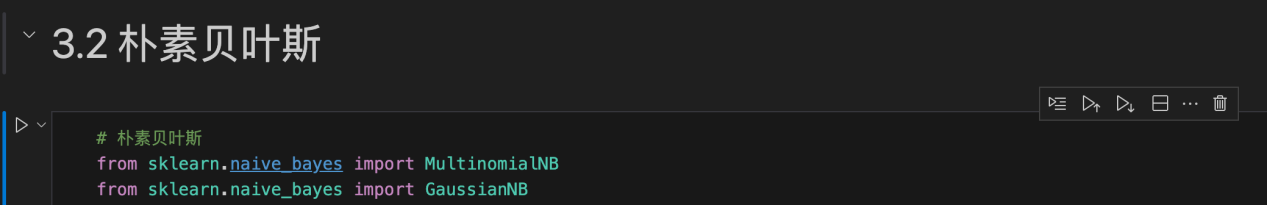 3.2 朴素贝叶斯
# 朴素贝叶斯
from sklearn.naive_bayes import MultinomialNB
from sklearn.naive_bayes import GaussianNB